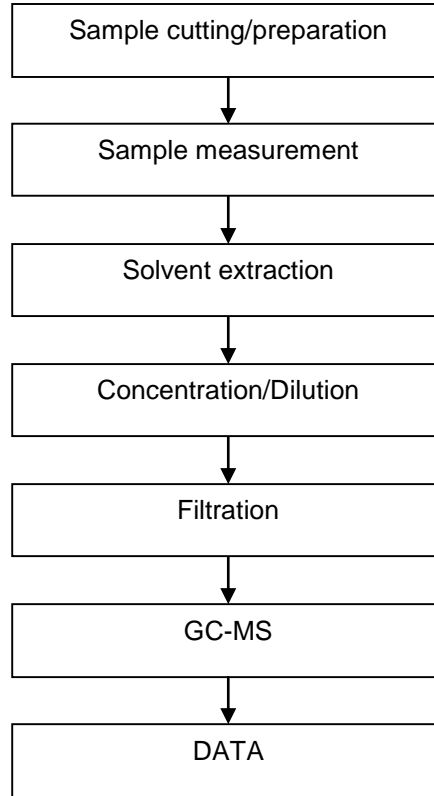 Sample cutting/preparation
Sample measurement
Solvent extraction
Concentration/Dilution
Filtration
GC-MS
DATA